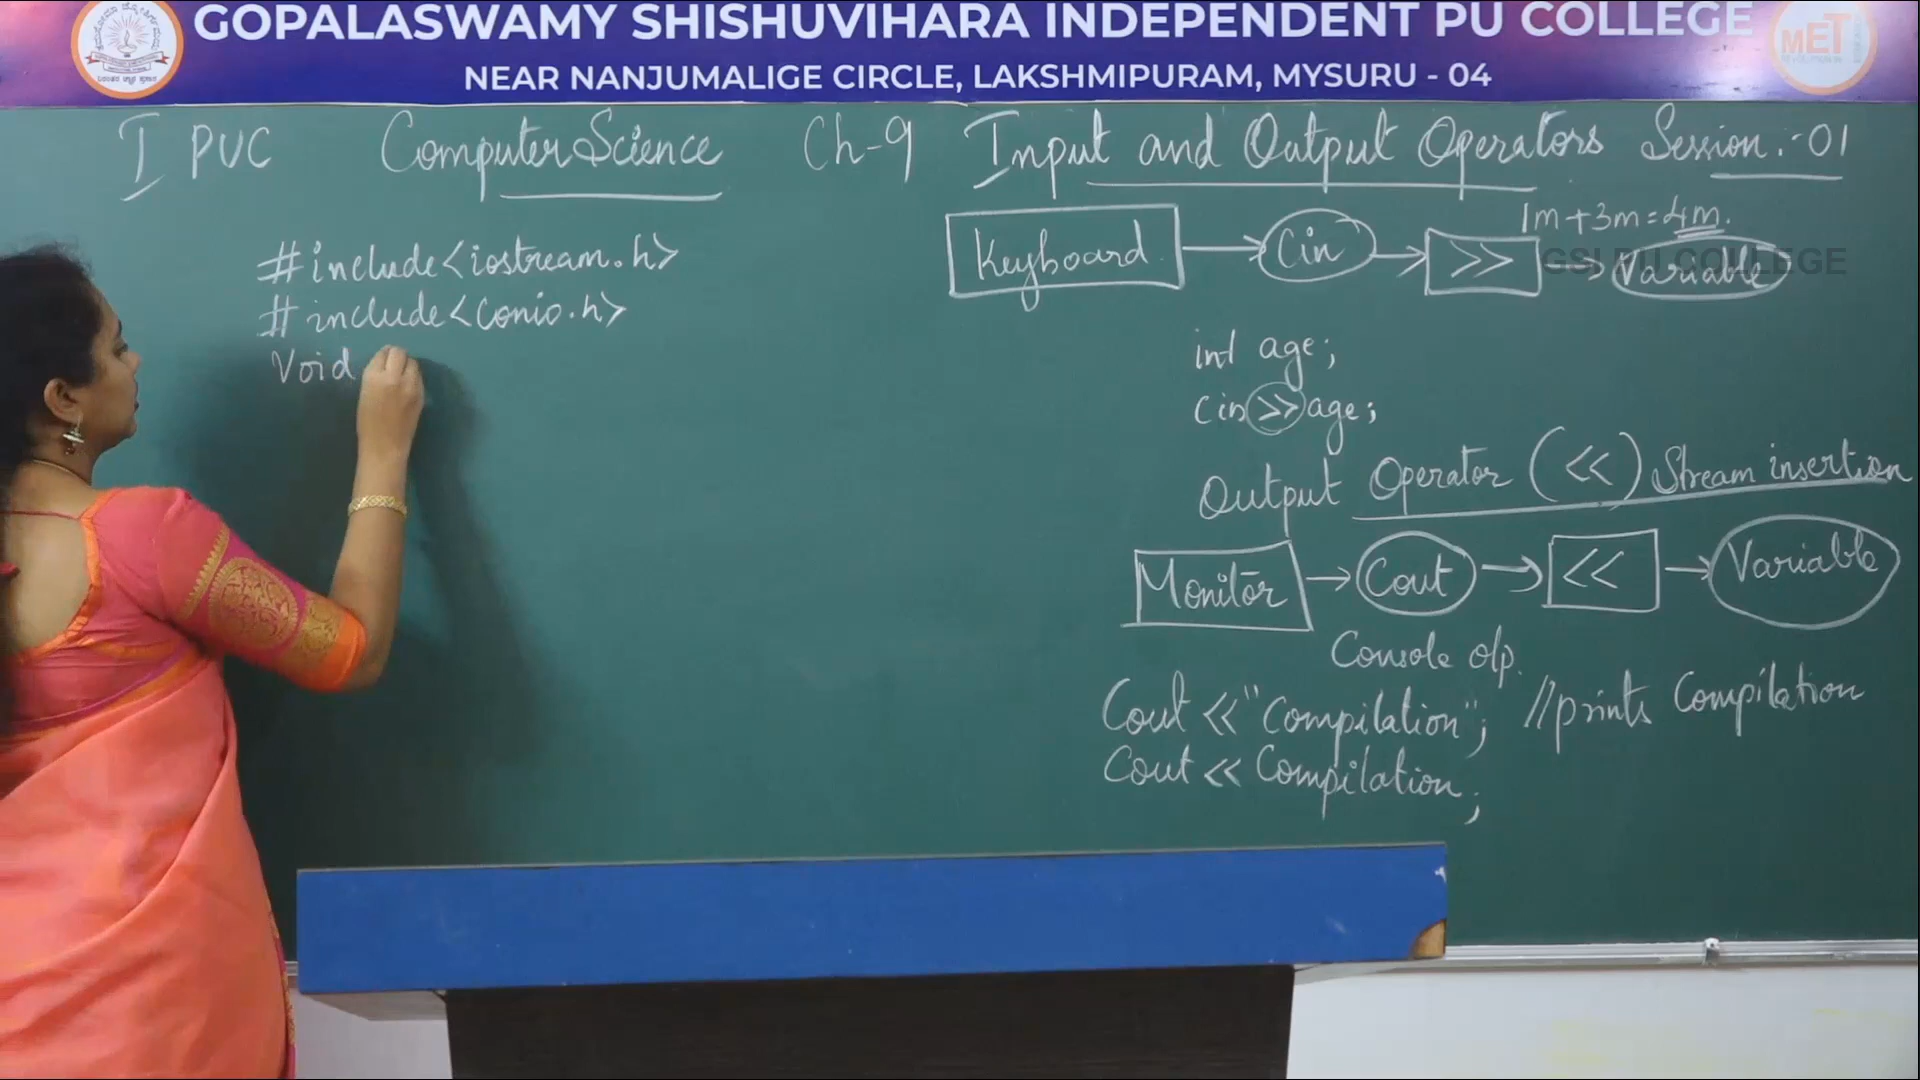 GOPALASWAMY SHISHUVIHARA INDEPENDENT PU COLLEGE
NEAR NANJUMALIGE CIRCLE, LAKSHMIPURAM, MYSURU - 04
MET
I PUC Computer Science Ch-9 Input and Output Operators Session:-01
1m+3m=4m.
#include<iostream.h>
#include<conio.h>
Void
Keyboard Cin >> Variable
GSI PU COLLEGE
int age;
Cin>>age;
Output Operator (<<) Stream insertion
Monitor Cout << Variable
Console o/p.
Cout <<"Compilation"; //prints Compilation
Cout << Compilation;